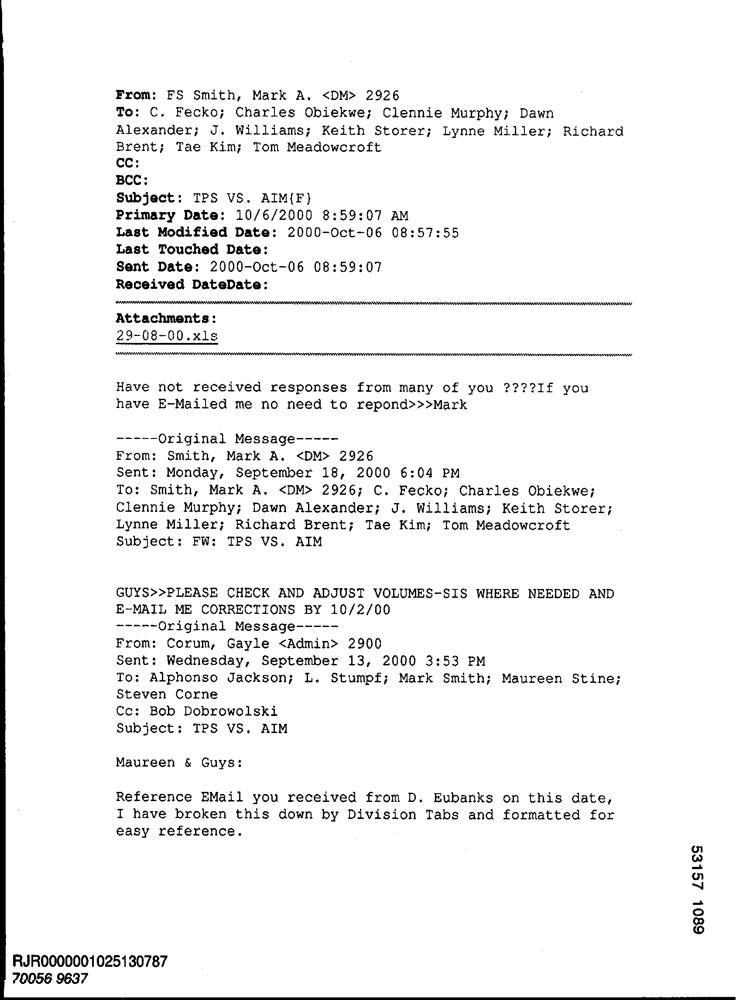 From: FS Smith, Mark A. <DM> 2926
To: C. Fecko; Charles Obiekwe; Clennie Murphy; Dawn
Alexander; J. Williams; Keith Storer; Lynne Miller; Richard
Brent; Tae Kim; Tom Meadowcroft
CC:
BCC:
Subject: TPS VS. AIM{F}
Primary Date: 10/6/2000 8:59:07 AM
Last Modified Date: 2000-Oct-06 08:57:55
Last Touched Date:
Sent Date: 2000-Oct-06 08:59:07
Received DateDate:
Attachments:
29-08-00.xls
Have not received responses from many of you ????If you
have E-Mailed me no need to repond>>>Mark
-----Original Message-----
From: Smith, Mark A. <DM> 2926
Sent: Monday, September 18, 2000 6:04 PM
To: Smith, Mark A. <DM> 2926; C. Fecko; Charles Obiekwe;
Clennie Murphy; Dawn Alexander; J. Williams; Keith Storer;
Lynne Miller; Richard Brent; Tae Kim; Tom Meadowcroft
Subject: FW: TPS VS. AIM
GUYS>>PLEASE CHECK AND ADJUST VOLUMES-SIS WHERE NEEDED AND
E-MAIL ME CORRECTIONS BY 10/2/00
-----Original Message-----
From: Corum, Gayle <Admin> 2900
Sent: Wednesday, September 13, 2000 3:53 PM
To: Alphonso Jackson; L. Stumpf; Mark Smith; Maureen Stine;
Steven Corne
Cc: Bob Dobrowolski
Subject: TPS VS. AIM
Maureen & Guys:
Reference EMail you received from D. Eubanks on this date,
I have broken this down by Division Tabs and formatted for
easy reference.
53157 1089
RJR0000001025130787
70056 9637